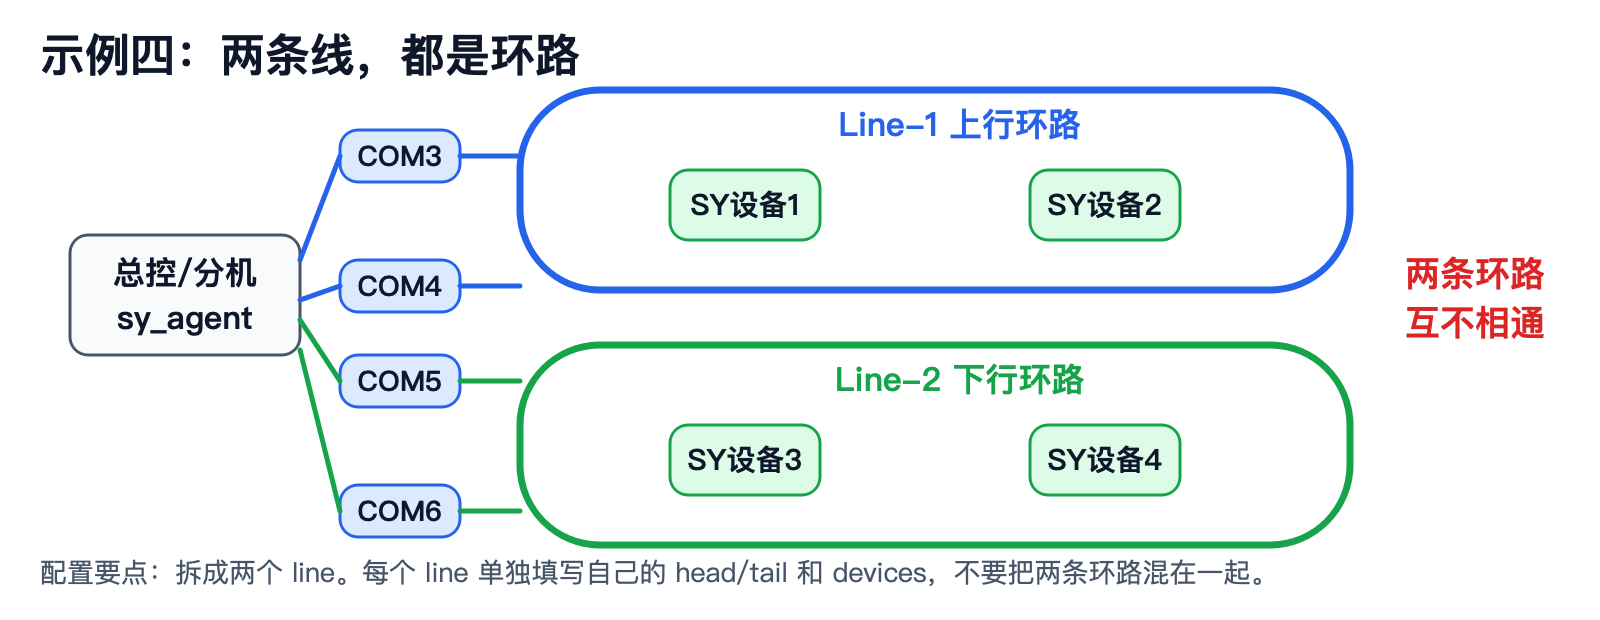 示例四：两条线，都是环路
Line-1 上行环路
COM3
SY设备1
SY设备2
总控/分机
sy_agent
COM4
两条环路
互不相通
COM5
Line-2 下行环路
SY设备3
SY设备4
COM6
配置要点：拆成两个 line。每个 line 单独填写自己的 head/tail 和 devices，不要把两条环路混在一起。